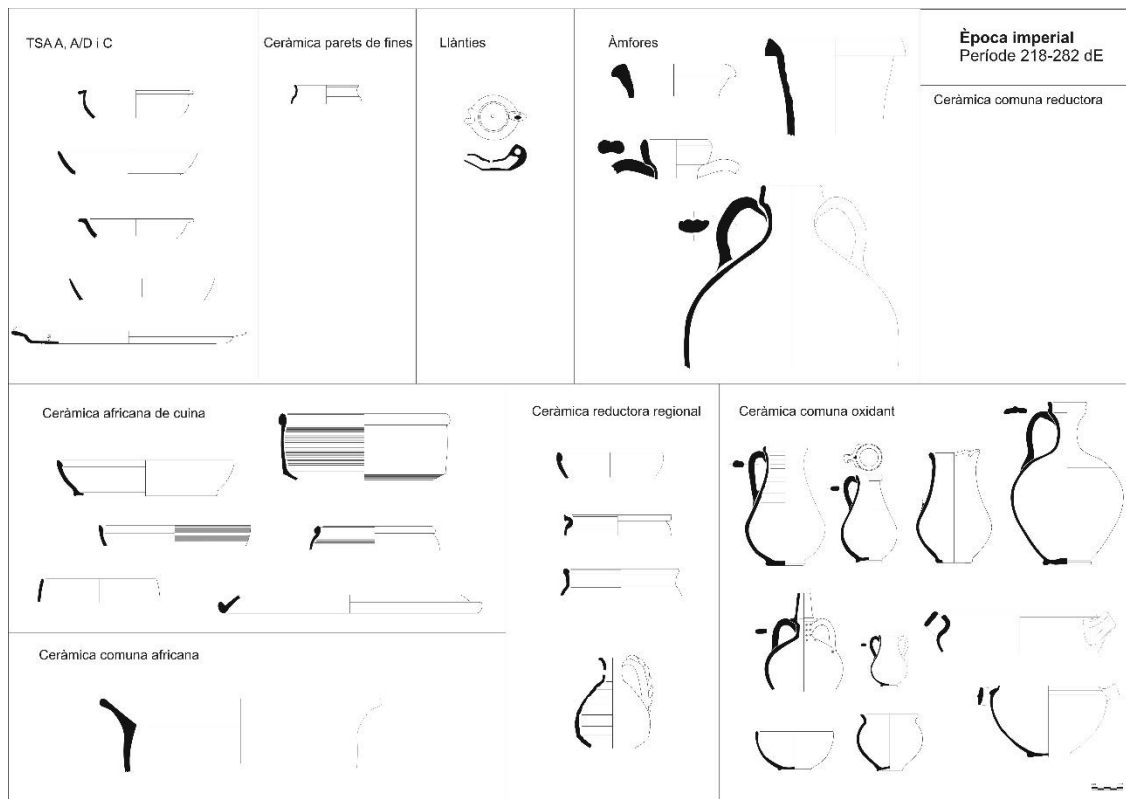 TSA A, A/D i C
Ceràmica parets de fines
Llànties
Àmfores
Època imperial
Període 218-282 dE
Ceràmica comuna reductora
Ceràmica africana de cuina
Ceràmica reductora regional
Ceràmica comuna oxidant
Ceràmica comuna africana